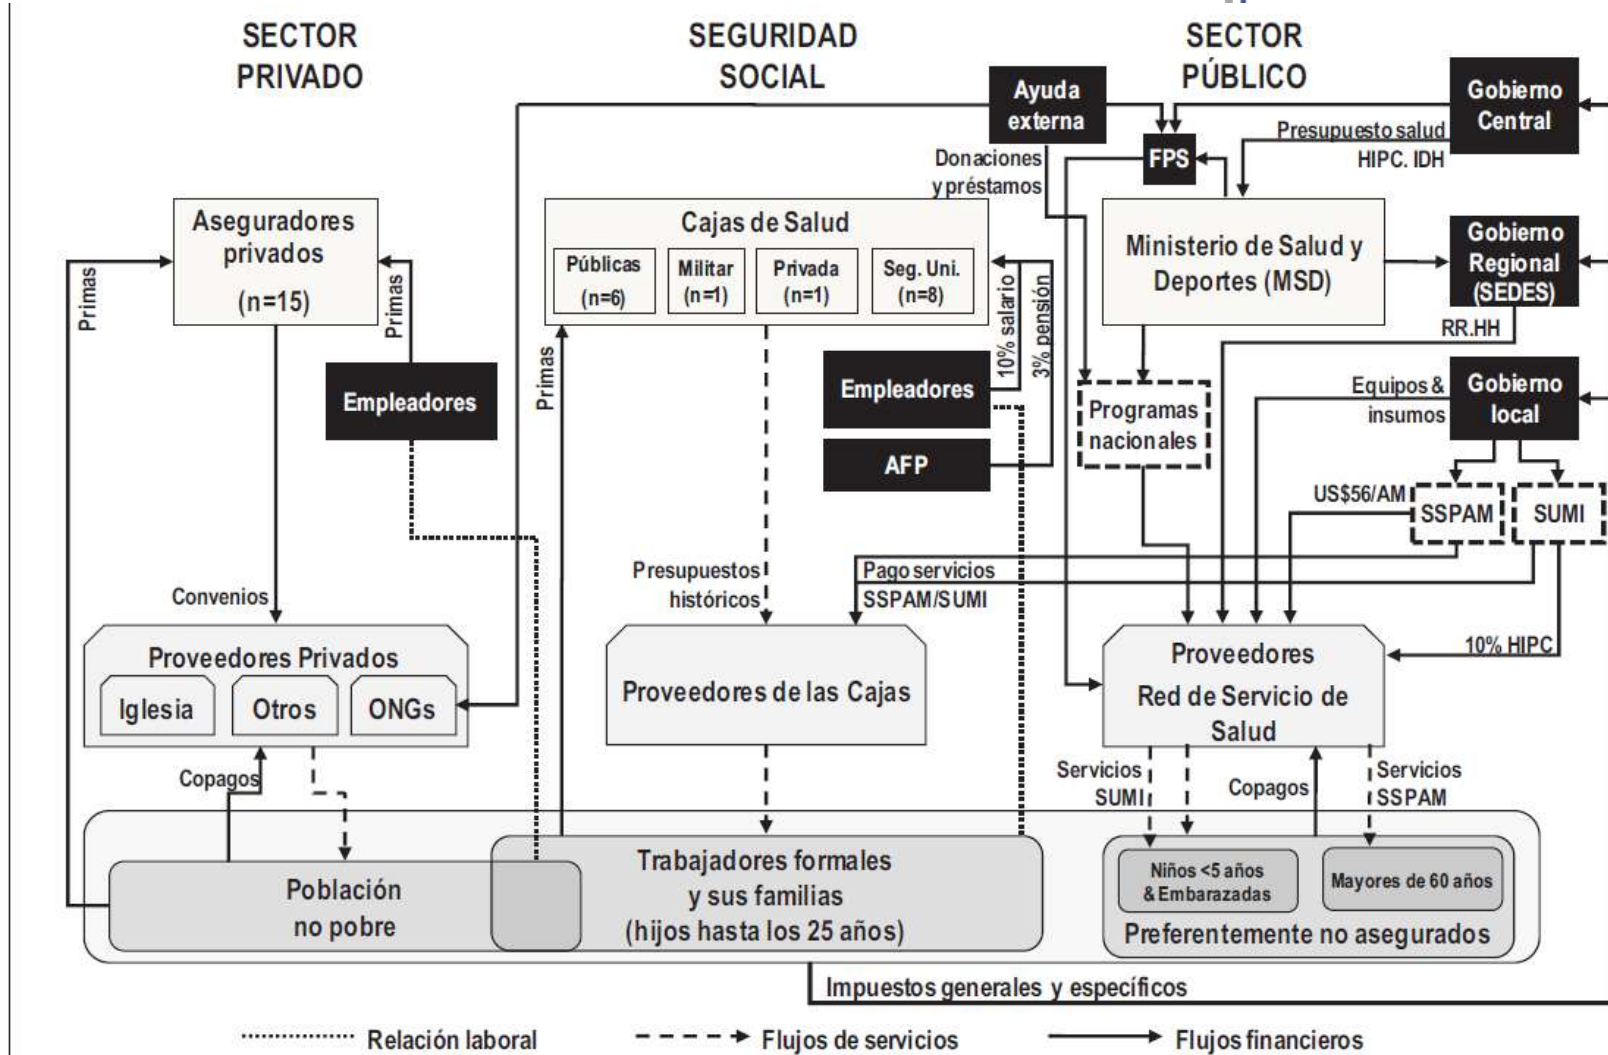 SECTOR
PRIVADO
SEGURIDAD
SOCIAL
SECTOR
PÚBLICO
Ayuda
externa
Gobierno
Central
Presupuesto salud
HIPC. IDH
FPS
Donaciones
y préstamos
Aseguradores
privados
(n=15)
Primas
Primas
Empleadores
Cajas de Salud
Públicas
(n=6)
Militar
(n=1)
Privada
(n=1)
Seg. Uni.
(n=8)
10% salario
3% pensión
Primas
Empleadores
AFP
Ministerio de Salud y
Deportes (MSD)
Gobierno
Regional
(SEDES)
RR.HH
Programas
nacionales
Equipos &
insumos
Gobierno
local
US$56/AM
SSPAM
SUMI
Convenios
Presupuestos
históricos
Pago servicios
SSPAM/SUMI
10% HIPC
Proveedores Privados
Iglesia
Otros
ONGs
Proveedores de las Cajas
Proveedores
Red de Servicio de
Salud
Copagos
Servicios
SUMI
Copagos
Servicios
SSPAM
Población
no pobre
Trabajadores formales
y sus familias
(hijos hasta los 25 años)
Niños <5 años
& Embarazadas
Mayores de 60 años
Preferentemente no asegurados
Impuestos generales y específicos
Relación laboral
Flujos de servicios
Flujos financieros